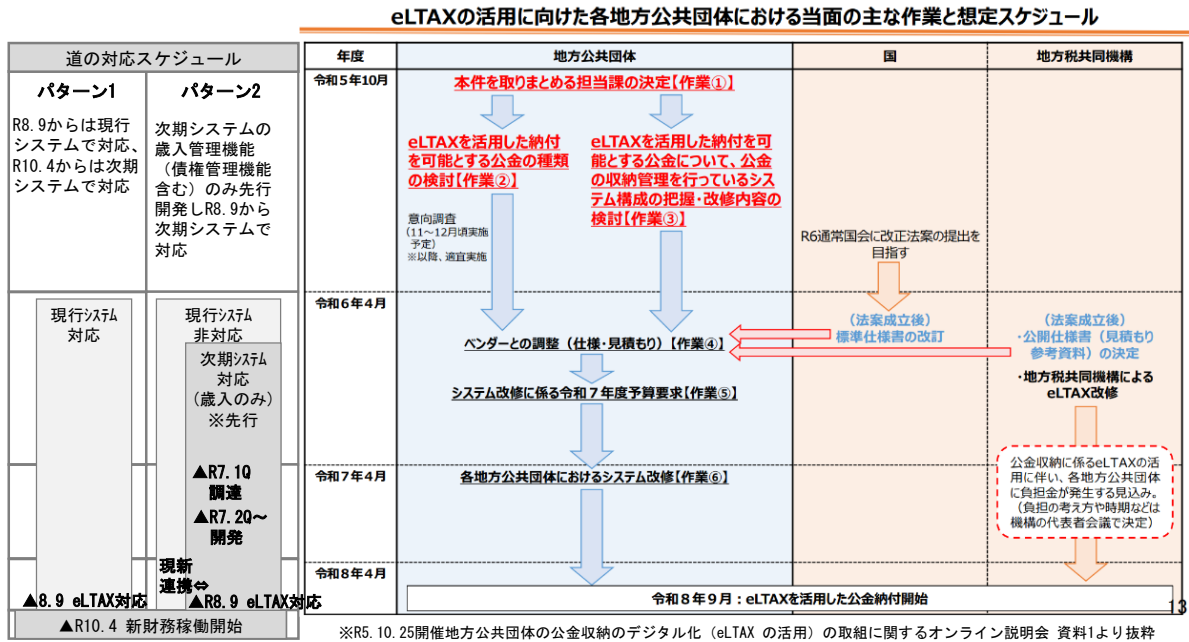 eLTAXの活用に向けた各地方公共団体における当面の主な作業と想定スケジュール
道の対応スケジュール
パターン1
R8.9からは現行
システムで対応、
R10.4からは次期
システムで対応
パターン2
次期システムの
歳入管理機能
（債権管理機能
含む）のみ先行
開発しR8.9から
次期システムで
対応
現行ｼｽﾃﾑ
対応
現行ｼｽﾃﾑ
非対応
次期ｼｽﾃﾑ
対応
(歳入のみ)
※先行
▲R7.1Q
調達
▲R7.2Q～
開発
現新
連携⇔
▲8.9 eLTAX対応
▲R8.9 eLTAX対応
▲R10.4 新財務稼働開始
年度
地方公共団体
国
地方税共同機構
令和5年10月
本件を取りまとめる担当課の決定【作業①】
eLTAXを活用した納付
を可能とする公金の種類
の検討【作業②】
eLTAXを活用した納付を可
能とする公金について、公金
の収納管理を行っているシス
テム構成の把握・改修内容の
検討【作業③】
意向調査
（11～12月頃実施
予定）
※以降、適宜実施
R6通常国会に改正法案の提出を
目指す
令和6年4月
（法案成立後）
標準仕様書の改訂
（法案成立後）
・公開仕様書（見積もり
参考資料）の決定
・地方税共同機構による
eLTAX改修
ベンダーとの調整（仕様・見積もり）【作業④】
システム改修に係る令和７年度予算要求【作業⑤】
令和7年4月
各地方公共団体におけるシステム改修【作業⑥】
公金収納に係るeLTAXの活
用に伴い、各地方公共団体
に負担金が発生する見込み。
（負担の考え方や時期などは
機構の代表者会議で決定）
令和8年4月
令和８年９月：eLTAXを活用した公金納付開始
13
※R5.10.25開催地方公共団体の公金収納のデジタル化（eLTAX の活用）の取組に関するオンライン説明会 資料1より抜粋